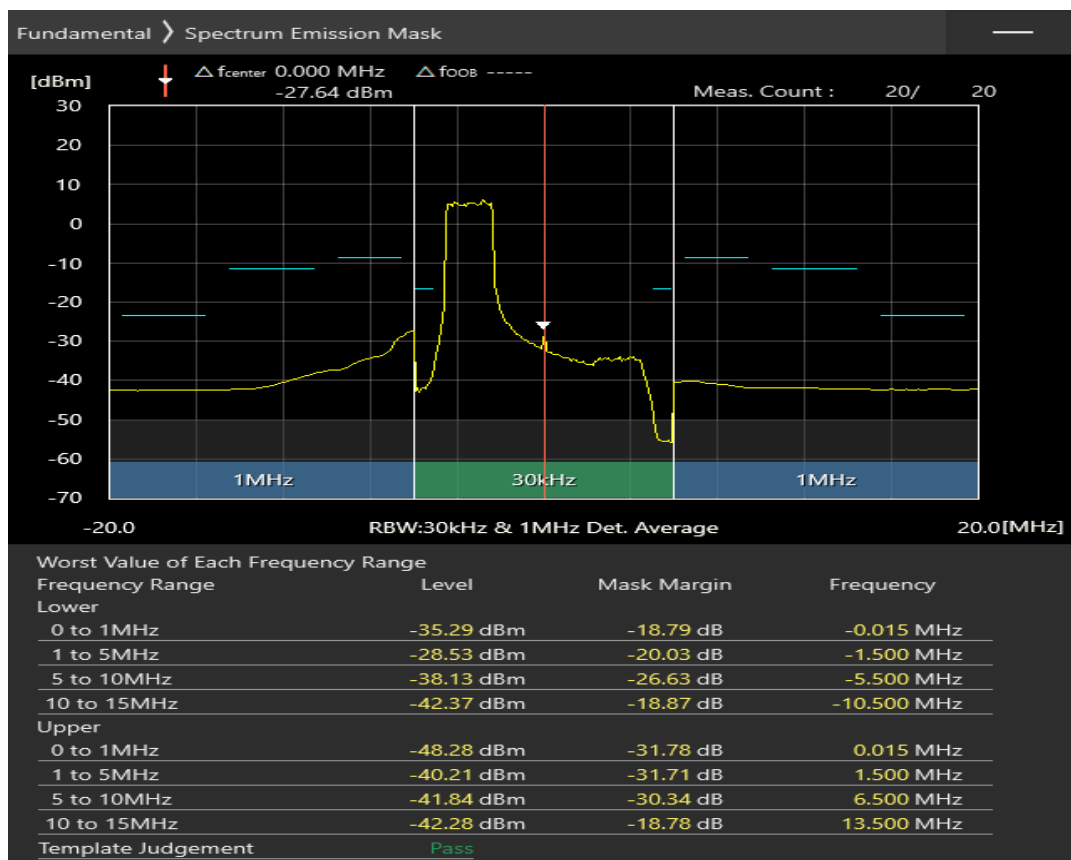 Fundamental ❯ Spectrum Emission Mask
[dBm] △ fcenter 0.000 MHz △ fOOB -----
-27.64 dBm Meas. Count : 20/ 20
30
20
10
0
-10
-20
-30
-40
-50
-60
1MHz 30kHz 1MHz
-70
-20.0 RBW:30kHz & 1MHz Det. Average 20.0[MHz]
Worst Value of Each Frequency Range
Frequency Range Level Mask Margin Frequency
Lower
0 to 1MHz -35.29 dBm -18.79 dB -0.015 MHz
1 to 5MHz -28.53 dBm -20.03 dB -1.500 MHz
5 to 10MHz -38.13 dBm -26.63 dB -5.500 MHz
10 to 15MHz -42.37 dBm -18.87 dB -10.500 MHz
Upper
0 to 1MHz -48.28 dBm -31.78 dB 0.015 MHz
1 to 5MHz -40.21 dBm -31.71 dB 1.500 MHz
5 to 10MHz -41.84 dBm -30.34 dB 6.500 MHz
10 to 15MHz -42.28 dBm -18.78 dB 13.500 MHz
Template Judgement Pass